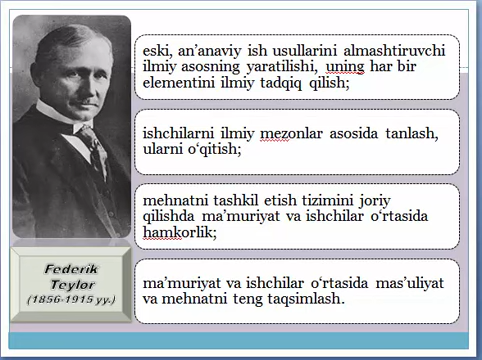 eski, an’anaviy ish usullarini almashtiruvchi
ilmiy asosning yaratilishi, uning har bir
elementini ilmiy tadqiq qilish;
ishchilarni ilmiy mezonlar asosida tanlash,
ularni o‘qitish;
mehnatni tashkil etish tizimini joriy
qilishda ma’muriyat va ishchilar o‘rtasida
hamkorlik;
Federik
Teylor
(1856-1915 yy.)
ma’muriyat va ishchilar o‘rtasida mas’uliyat
va mehnatni teng taqsimlash.